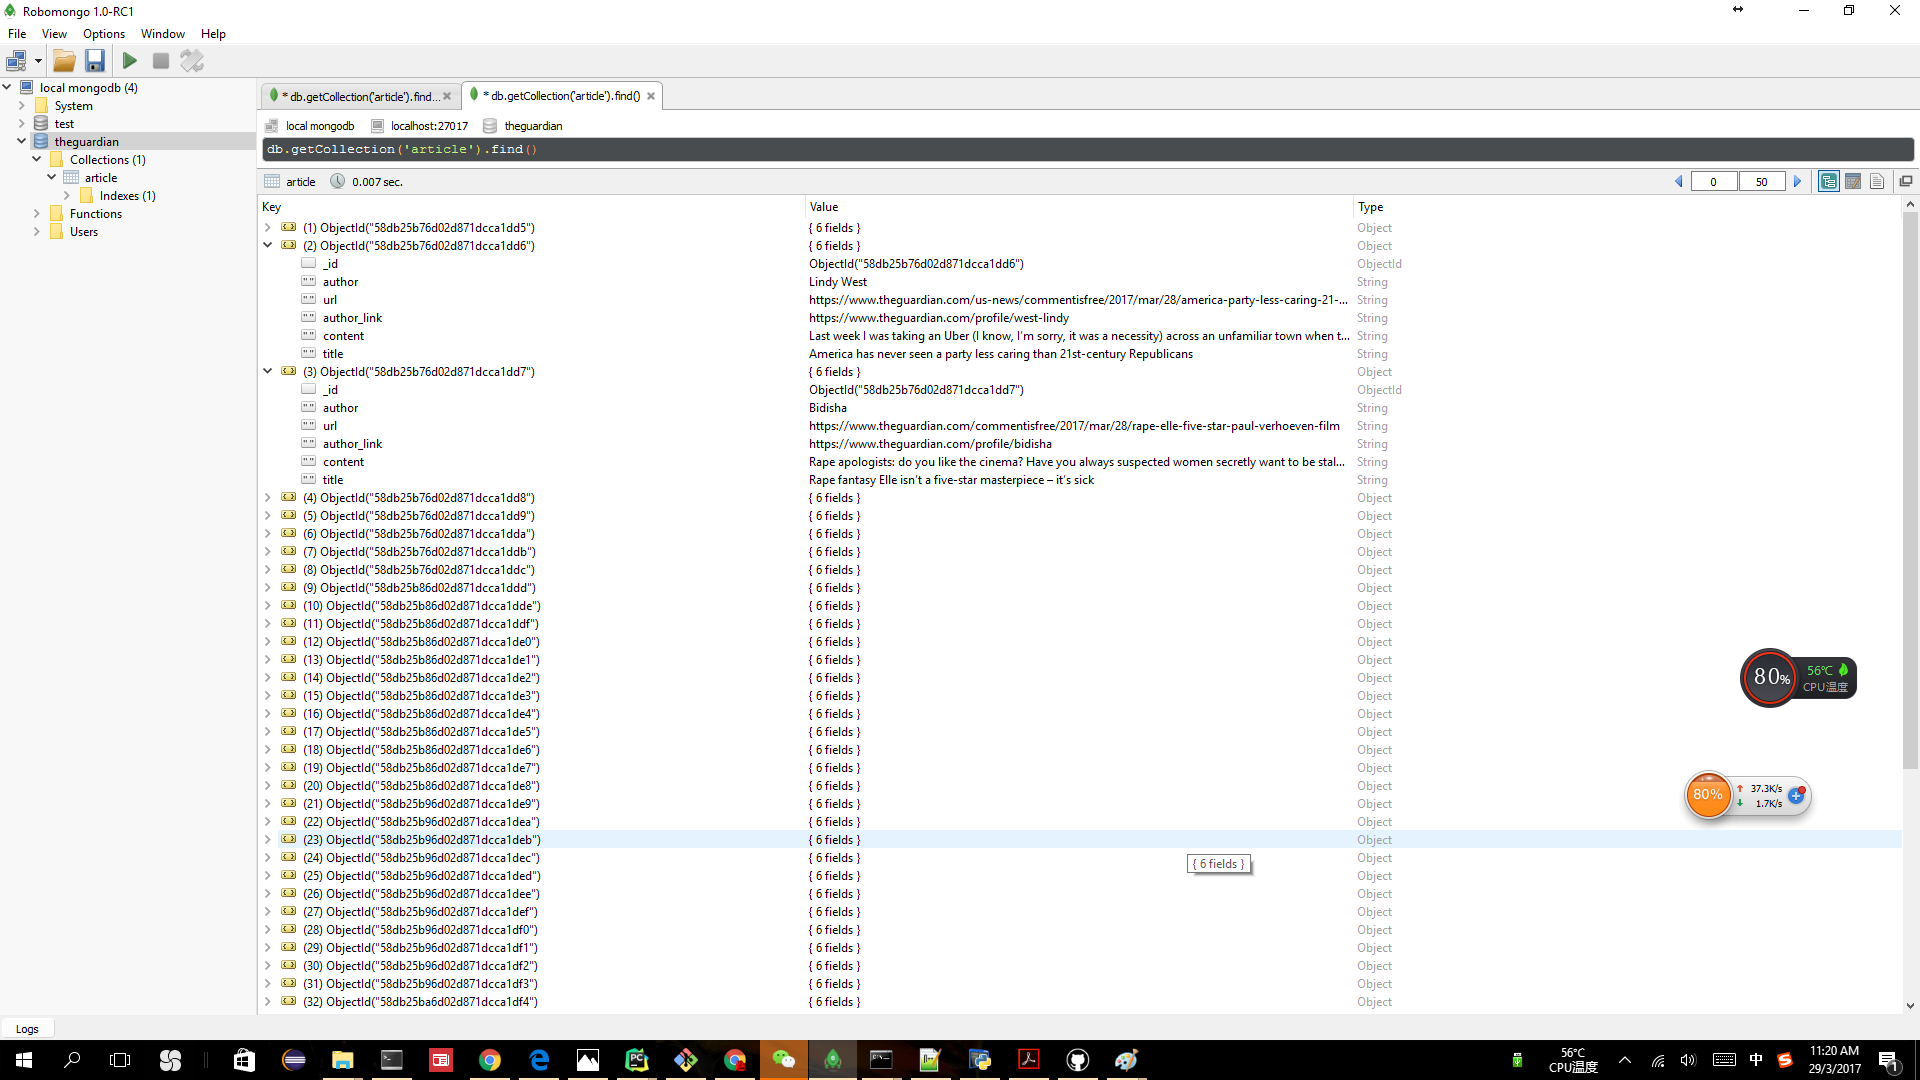 Robomongo 1.0-RC1
File View Options Window Help
local mongodb (4)
System
test
theguardian
Collections (1)
article
Indexes (1)
Functions
Users
* db.getCollection('article').find... * db.getCollection('article').find()
local mongodb localhost:27017 theguardian
db.getCollection('article').find()
article 0.007 sec. 0 50
Key Value Type
(1) ObjectId("58db25b76d02d871dcca1dd5") { 6 fields } Object
(2) ObjectId("58db25b76d02d871dcca1dd6") { 6 fields } Object
_id ObjectId("58db25b76d02d871dcca1dd6") ObjectId
author Lindy West String
url https://www.theguardian.com/us-news/commentisfree/2017/mar/28/america-party-less-caring-21-... String
author_link https://www.theguardian.com/profile/west-lindy String
content Last week I was taking an Uber (I know, I'm sorry, it was a necessity) across an unfamiliar town when t... String
title America has never seen a party less caring than 21st-century Republicans String
(3) ObjectId("58db25b76d02d871dcca1dd7") { 6 fields } Object
_id ObjectId("58db25b76d02d871dcca1dd7") ObjectId
author Bidisha String
url https://www.theguardian.com/commentisfree/2017/mar/28/rape-elle-five-star-paul-verhoeven-film String
author_link https://www.theguardian.com/profile/bidisha String
content Rape apologists: do you like the cinema? Have you always suspected women secretly want to be stal... String
title Rape fantasy Elle isn't a five-star masterpiece – it's sick String
(4) ObjectId("58db25b76d02d871dcca1dd8") { 6 fields } Object
(5) ObjectId("58db25b76d02d871dcca1dd9") { 6 fields } Object
(6) ObjectId("58db25b76d02d871dcca1dda") { 6 fields } Object
(7) ObjectId("58db25b76d02d871dcca1ddb") { 6 fields } Object
(8) ObjectId("58db25b76d02d871dcca1ddc") { 6 fields } Object
(9) ObjectId("58db25b86d02d871dcca1ddd") { 6 fields } Object
(10) ObjectId("58db25b86d02d871dcca1dde") { 6 fields } Object
(11) ObjectId("58db25b86d02d871dcca1ddf") { 6 fields } Object
(12) ObjectId("58db25b86d02d871dcca1de0") { 6 fields } Object
(13) ObjectId("58db25b86d02d871dcca1de1") { 6 fields } Object
(14) ObjectId("58db25b86d02d871dcca1de2") { 6 fields } Object
(15) ObjectId("58db25b86d02d871dcca1de3") { 6 fields } Object
(16) ObjectId("58db25b86d02d871dcca1de4") { 6 fields } Object
(17) ObjectId("58db25b86d02d871dcca1de5") { 6 fields } Object
(18) ObjectId("58db25b86d02d871dcca1de6") { 6 fields } Object
(19) ObjectId("58db25b86d02d871dcca1de7") { 6 fields } Object
(20) ObjectId("58db25b86d02d871dcca1de8") { 6 fields } Object
(21) ObjectId("58db25b96d02d871dcca1de9") { 6 fields } Object
(22) ObjectId("58db25b96d02d871dcca1dea") { 6 fields } Object
(23) ObjectId("58db25b96d02d871dcca1deb") { 6 fields } Object
(24) ObjectId("58db25b96d02d871dcca1dec") { 6 fields } Object
(25) ObjectId("58db25b96d02d871dcca1ded") { 6 fields } Object
(26) ObjectId("58db25b96d02d871dcca1dee") { 6 fields } Object
(27) ObjectId("58db25b96d02d871dcca1def") { 6 fields } Object
(28) ObjectId("58db25b96d02d871dcca1df0") { 6 fields } Object
(29) ObjectId("58db25b96d02d871dcca1df1") { 6 fields } Object
(30) ObjectId("58db25b96d02d871dcca1df2") { 6 fields } Object
(31) ObjectId("58db25b96d02d871dcca1df3") { 6 fields } Object
(32) ObjectId("58db25ba6d02d871dcca1df4") { 6 fields } Object
{ 6 fields }
80% 56℃
CPU温度
80% 37.3K/s
1.7K/s
Logs
56℃
CPU温度
中
11:20 AM
29/3/2017
1